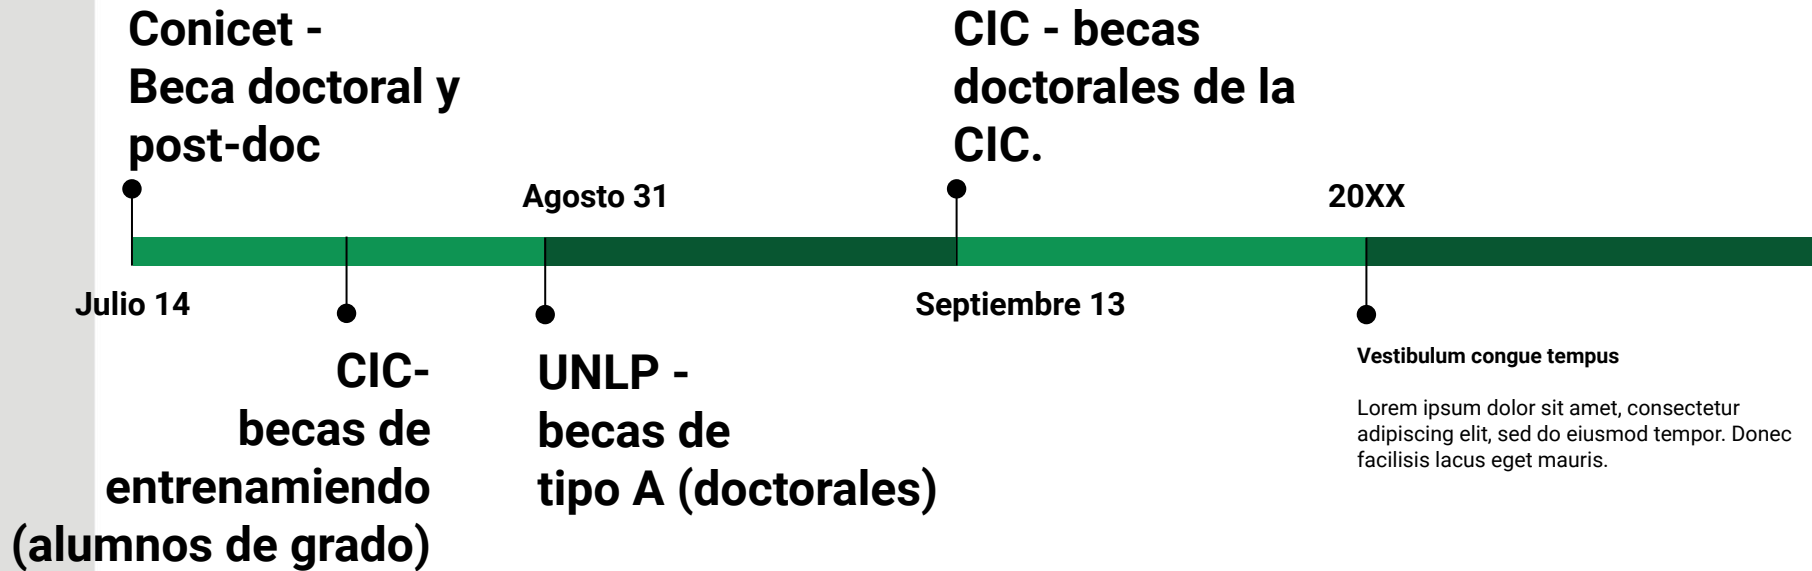 Conicet -
Beca doctoral y
post-doc
CIC - becas
doctorales de la
CIC.
Agosto 31
20XX
Julio 14
Septiembre 13
CIC-
becas de
entrenamiendo
(alumnos de grado)
UNLP -
becas de
tipo A (doctorales)
Vestibulum congue tempus
Lorem ipsum dolor sit amet, consectetur
adipiscing elit, sed do eiusmod tempor. Donec
facilisis lacus eget mauris.